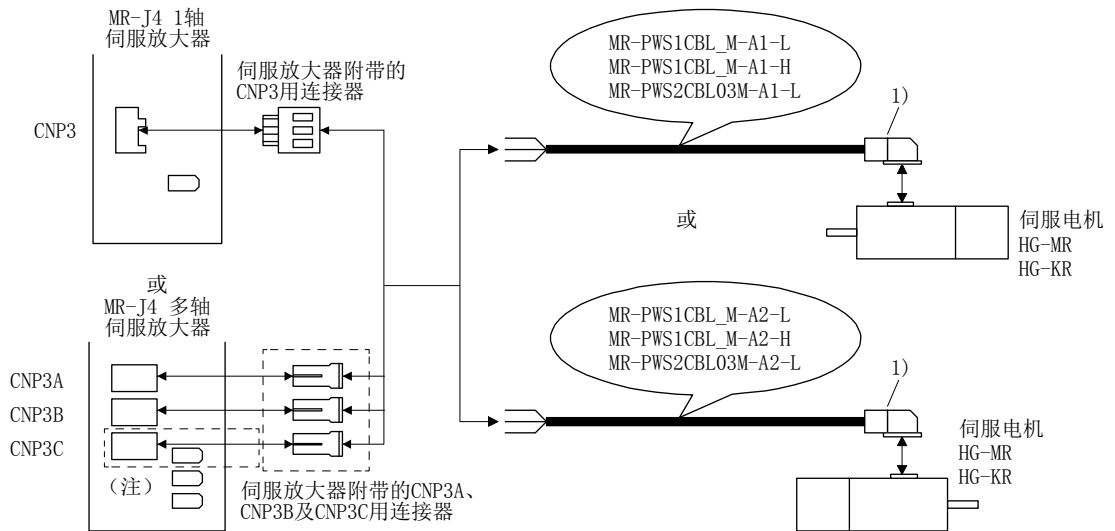 MR-J4 1轴
伺服放大器
伺服放大器附带的
CNP3用连接器
CNP3
MR-PWS1CBL_M-A1-L
MR-PWS1CBL_M-A1-H
MR-PWS2CBL03M-A1-L
1)
伺服电机
HG-MR
HG-KR
或
或
MR-J4 多轴
伺服放大器
CNP3A
CNP3B
CNP3C
（注）
伺服放大器附带的CNP3A、
CNP3B及CNP3C用连接器
MR-PWS1CBL_M-A2-L
MR-PWS1CBL_M-A2-H
MR-PWS2CBL03M-A2-L
1)
伺服电机
HG-MR
HG-KR